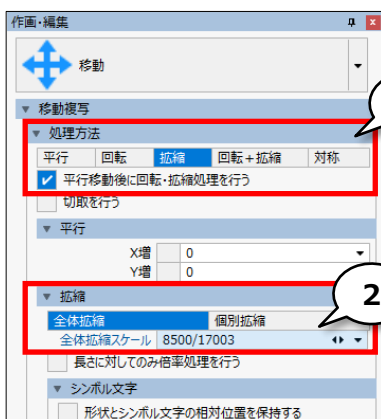 作画・編集
移動
移動複写
処理方法
平行 回転 拡縮 回転+拡縮 対称
平行移動後に回転・拡縮処理を行う
切取を行う
平行
X増 0
Y増 0
拡縮
2
全体拡縮 個別拡縮
全体拡縮スケール 8500/17003
長さに対してのみ倍率処理を行う
シンボル文字
形状とシンボル文字の相対位置を保持する